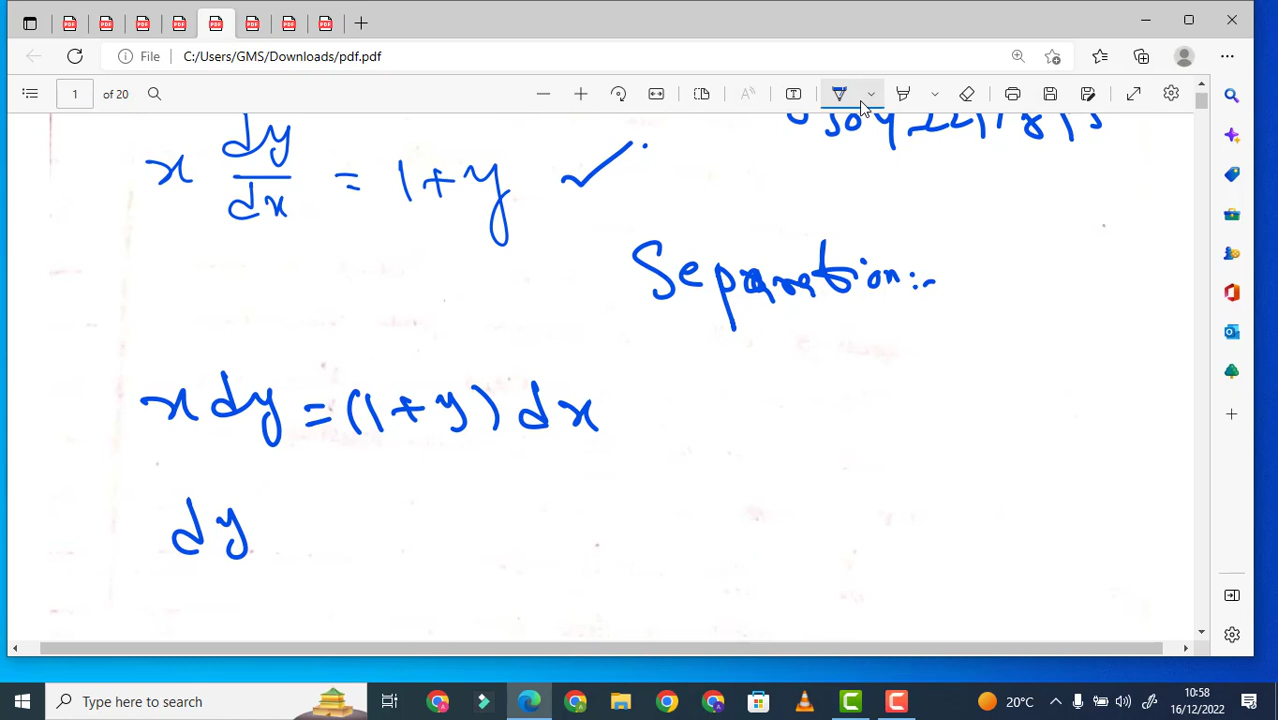 File C:/Users/GMS/Downloads/pdf.pdf
1 of 20
x dy/dx = 1+y ✓
Separation:-
x dy = (1+y) dx
dy
Type here to search
20°C
10:58
16/12/2022